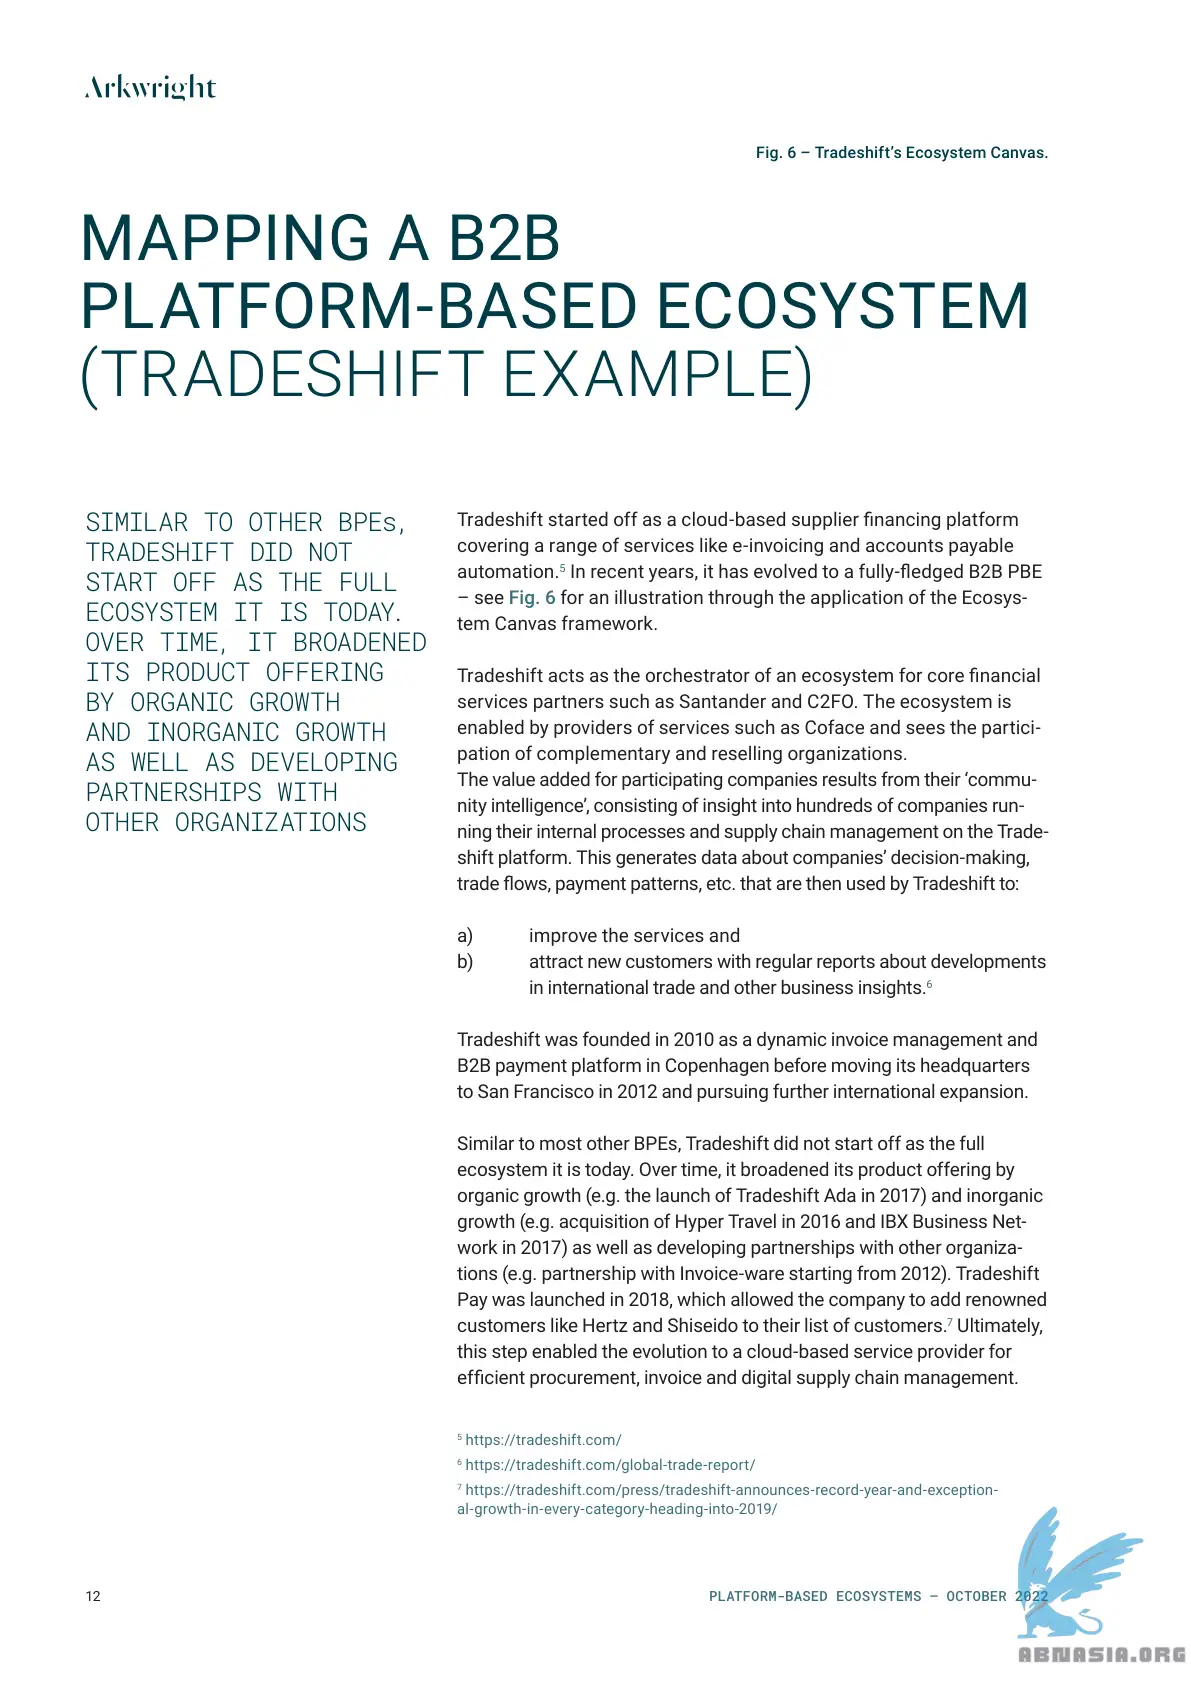 Arkwright
Fig. 6 – Tradeshift's Ecosystem Canvas.
MAPPING A B2B
PLATFORM-BASED ECOSYSTEM
(TRADESHIFT EXAMPLE)
SIMILAR TO OTHER BPEs,
TRADESHIFT DID NOT
START OFF AS THE FULL
ECOSYSTEM IT IS TODAY.
OVER TIME, IT BROADENED
ITS PRODUCT OFFERING
BY ORGANIC GROWTH
AND INORGANIC GROWTH
AS WELL AS DEVELOPING
PARTNERSHIPS WITH
OTHER ORGANIZATIONS
Tradeshift started off as a cloud-based supplier financing platform
covering a range of services like e-invoicing and accounts payable
automation.⁵ In recent years, it has evolved to a fully-fledged B2B PBE
– see Fig. 6 for an illustration through the application of the Ecosys-
tem Canvas framework.
Tradeshift acts as the orchestrator of an ecosystem for core financial
services partners such as Santander and C2FO. The ecosystem is
enabled by providers of services such as Coface and sees the partici-
pation of complementary and reselling organizations.
The value added for participating companies results from their ‘commu-
nity intelligence’, consisting of insight into hundreds of companies run-
ning their internal processes and supply chain management on the Trade-
shift platform. This generates data about companies’ decision-making,
trade flows, payment patterns, etc. that are then used by Tradeshift to:
a) improve the services and
b) attract new customers with regular reports about developments
in international trade and other business insights.⁶
Tradeshift was founded in 2010 as a dynamic invoice management and
B2B payment platform in Copenhagen before moving its headquarters
to San Francisco in 2012 and pursuing further international expansion.
Similar to most other BPEs, Tradeshift did not start off as the full
ecosystem it is today. Over time, it broadened its product offering by
organic growth (e.g. the launch of Tradeshift Ada in 2017) and inorganic
growth (e.g. acquisition of Hyper Travel in 2016 and IBX Business Net-
work in 2017) as well as developing partnerships with other organiza-
tions (e.g. partnership with Invoice-ware starting from 2012). Tradeshift
Pay was launched in 2018, which allowed the company to add renowned
customers like Hertz and Shiseido to their list of customers.⁷ Ultimately,
this step enabled the evolution to a cloud-based service provider for
efficient procurement, invoice and digital supply chain management.
⁵ https://tradeshift.com/
⁶ https://tradeshift.com/global-trade-report/
⁷ https://tradeshift.com/press/tradeshift-announces-record-year-and-exception-
al-growth-in-every-category-heading-into-2019/
12
PLATFORM-BASED ECOSYSTEMS – OCTOBER 2022
ABNASIA.ORG